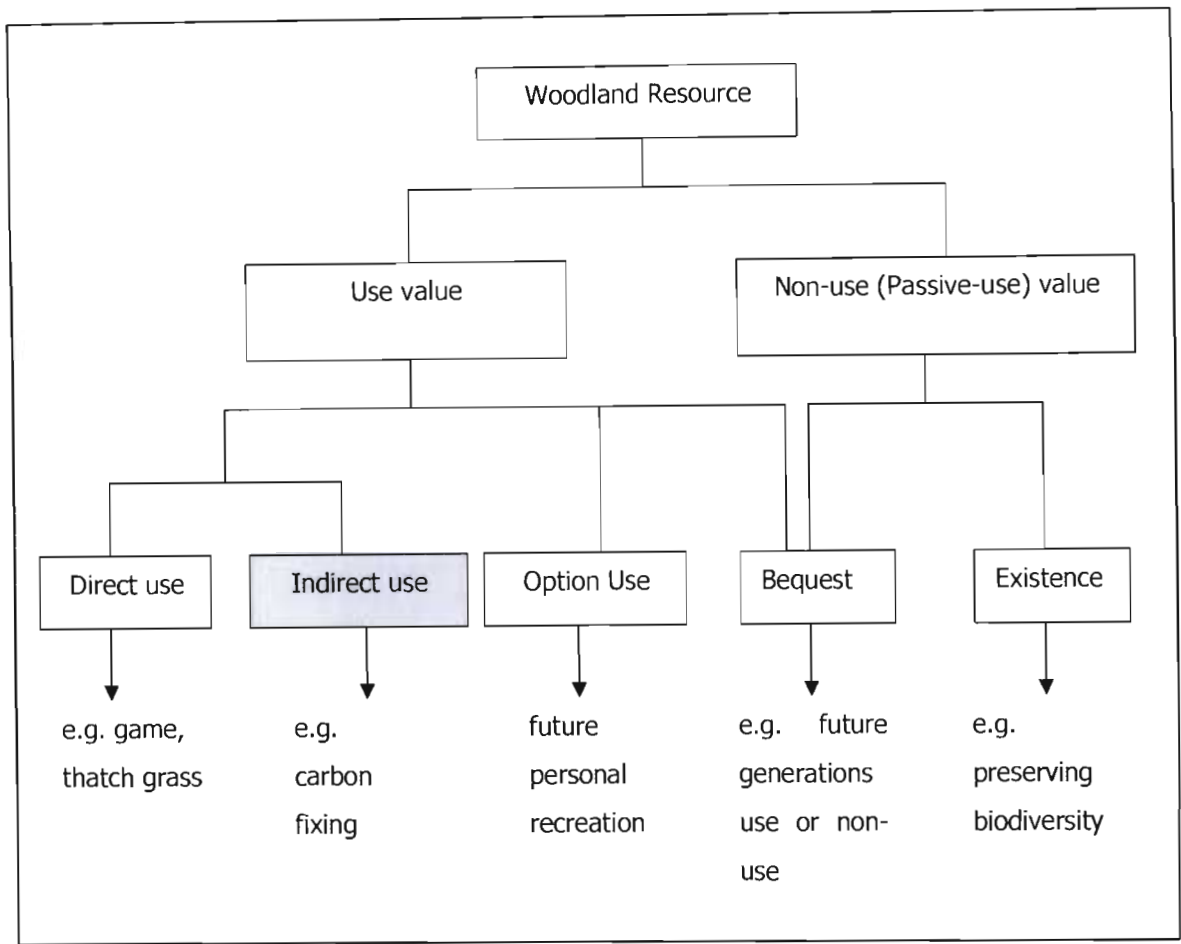 Woodland Resource
Use value
Non-use (Passive-use) value
Direct use
Indirect use
Option Use
Bequest
Existence
e.g. game,
thatch grass
e.g.
carbon
fixing
future
personal
recreation
e.g. future
generations
use or non-
use
e.g.
preserving
biodiversity